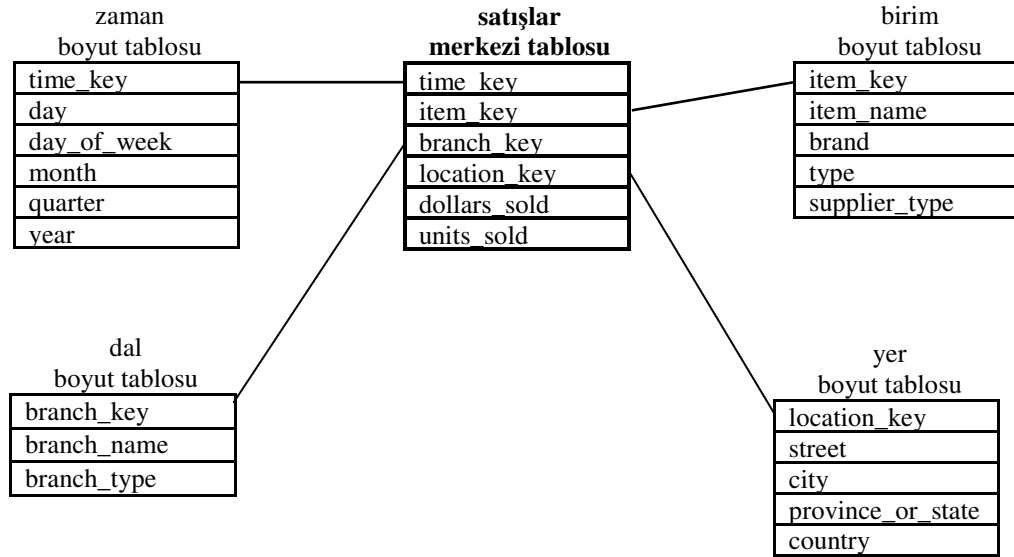 zaman
boyut tablosu
time_key
day
day_of_week
month
quarter
year
satışlar
merkezi tablosu
time_key
item_key
branch_key
location_key
dollars_sold
units_sold
birim
boyut tablosu
item_key
item_name
brand
type
supplier_type
dal
boyut tablosu
branch_key
branch_name
branch_type
yer
boyut tablosu
location_key
street
city
province_or_state
country